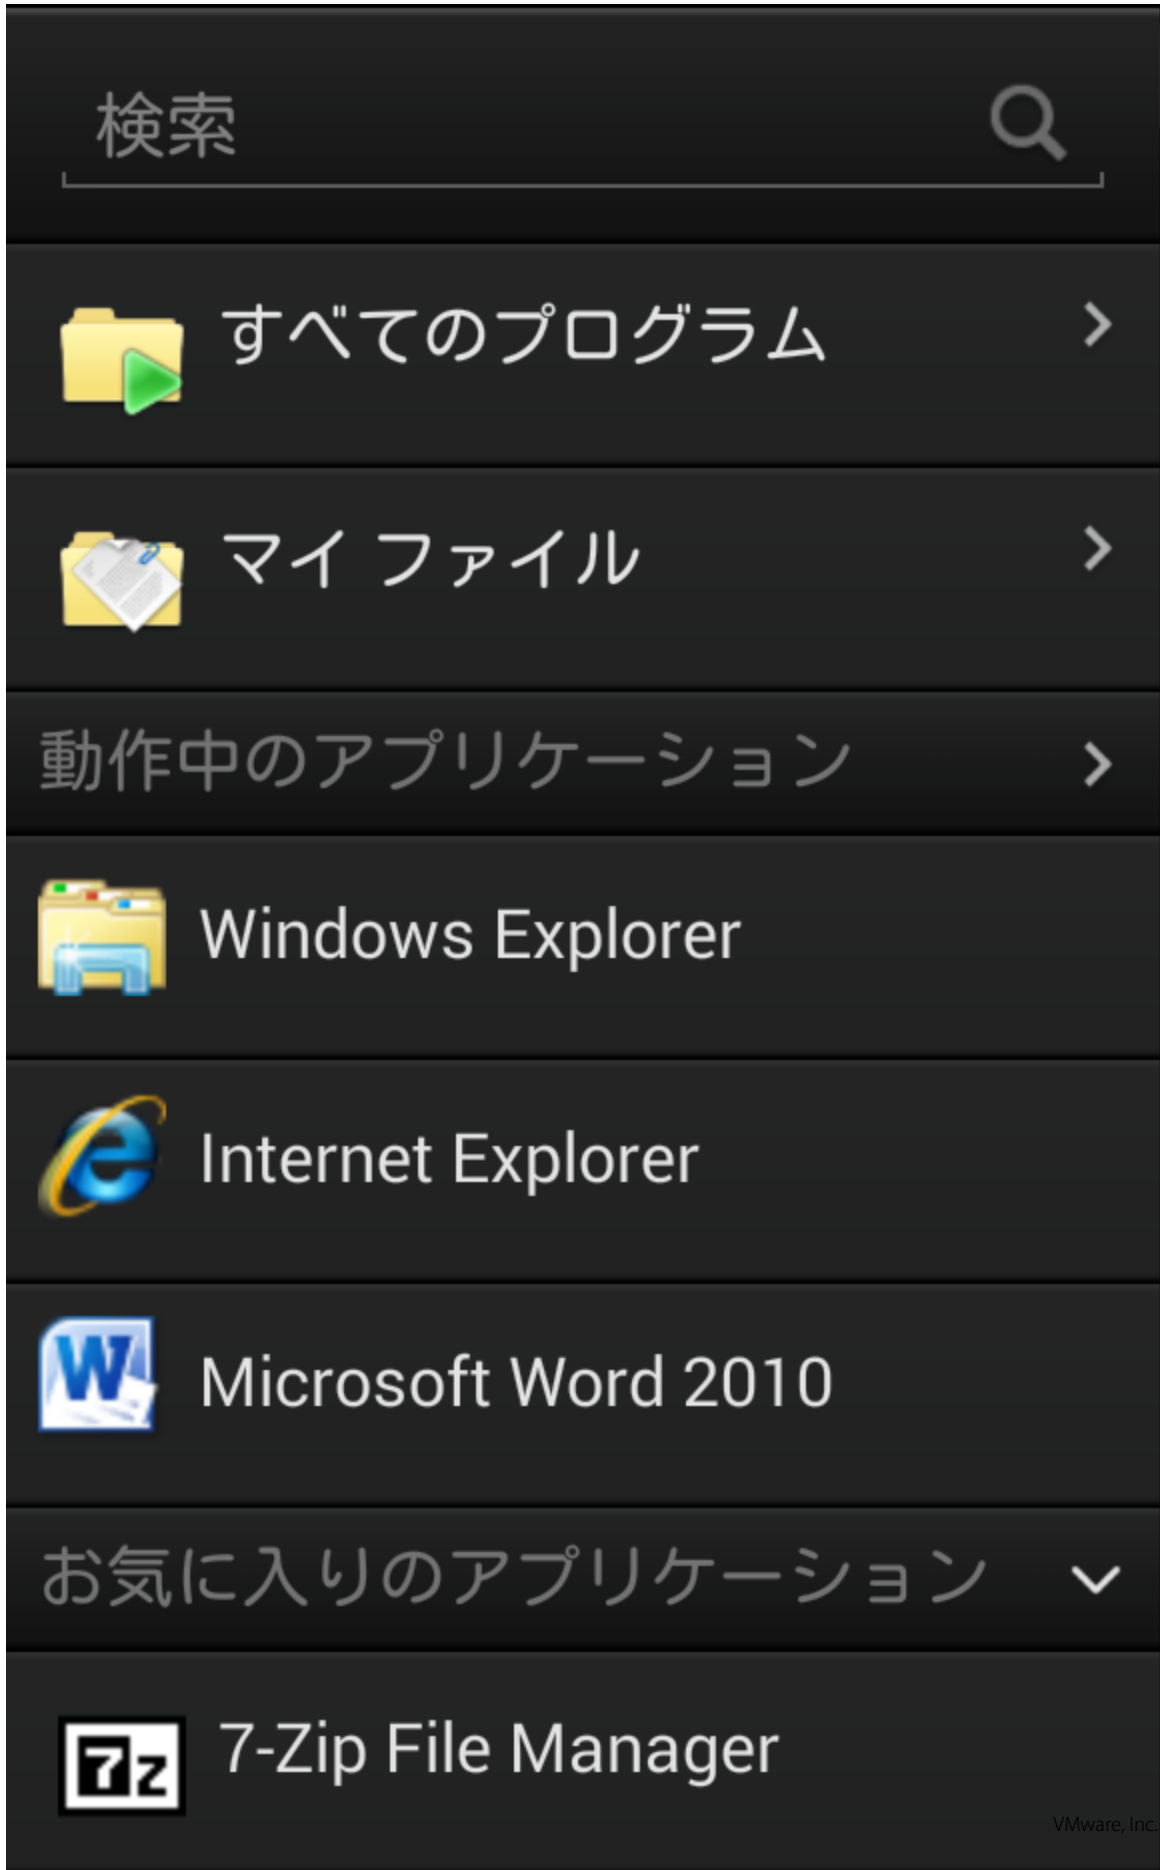 検索
すべてのプログラム
マイ ファイル
動作中のアプリケーション
Windows Explorer
Internet Explorer
W
Microsoft Word 2010
お気に入りのアプリケーション
7z
7-Zip File Manager
VMware, Inc.